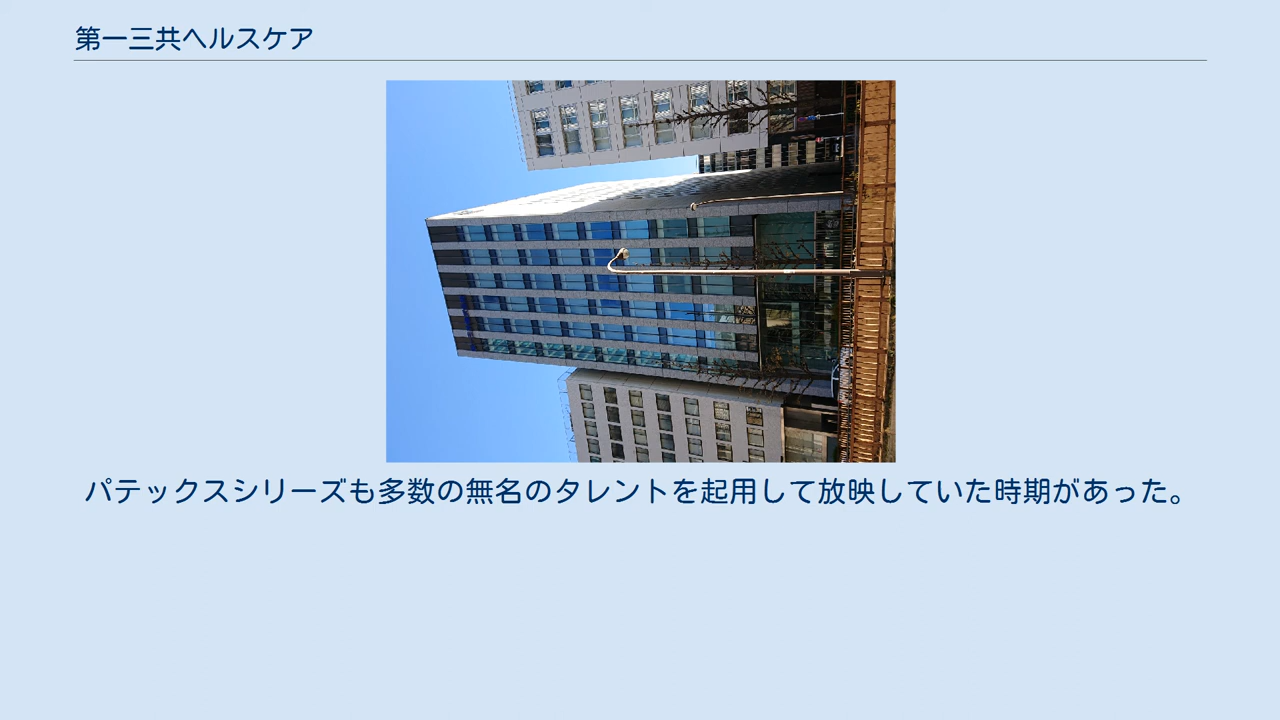 第一三共ヘルスケア
パテックスシリーズも多数の無名のタレントを起用して放映していた時期があった。